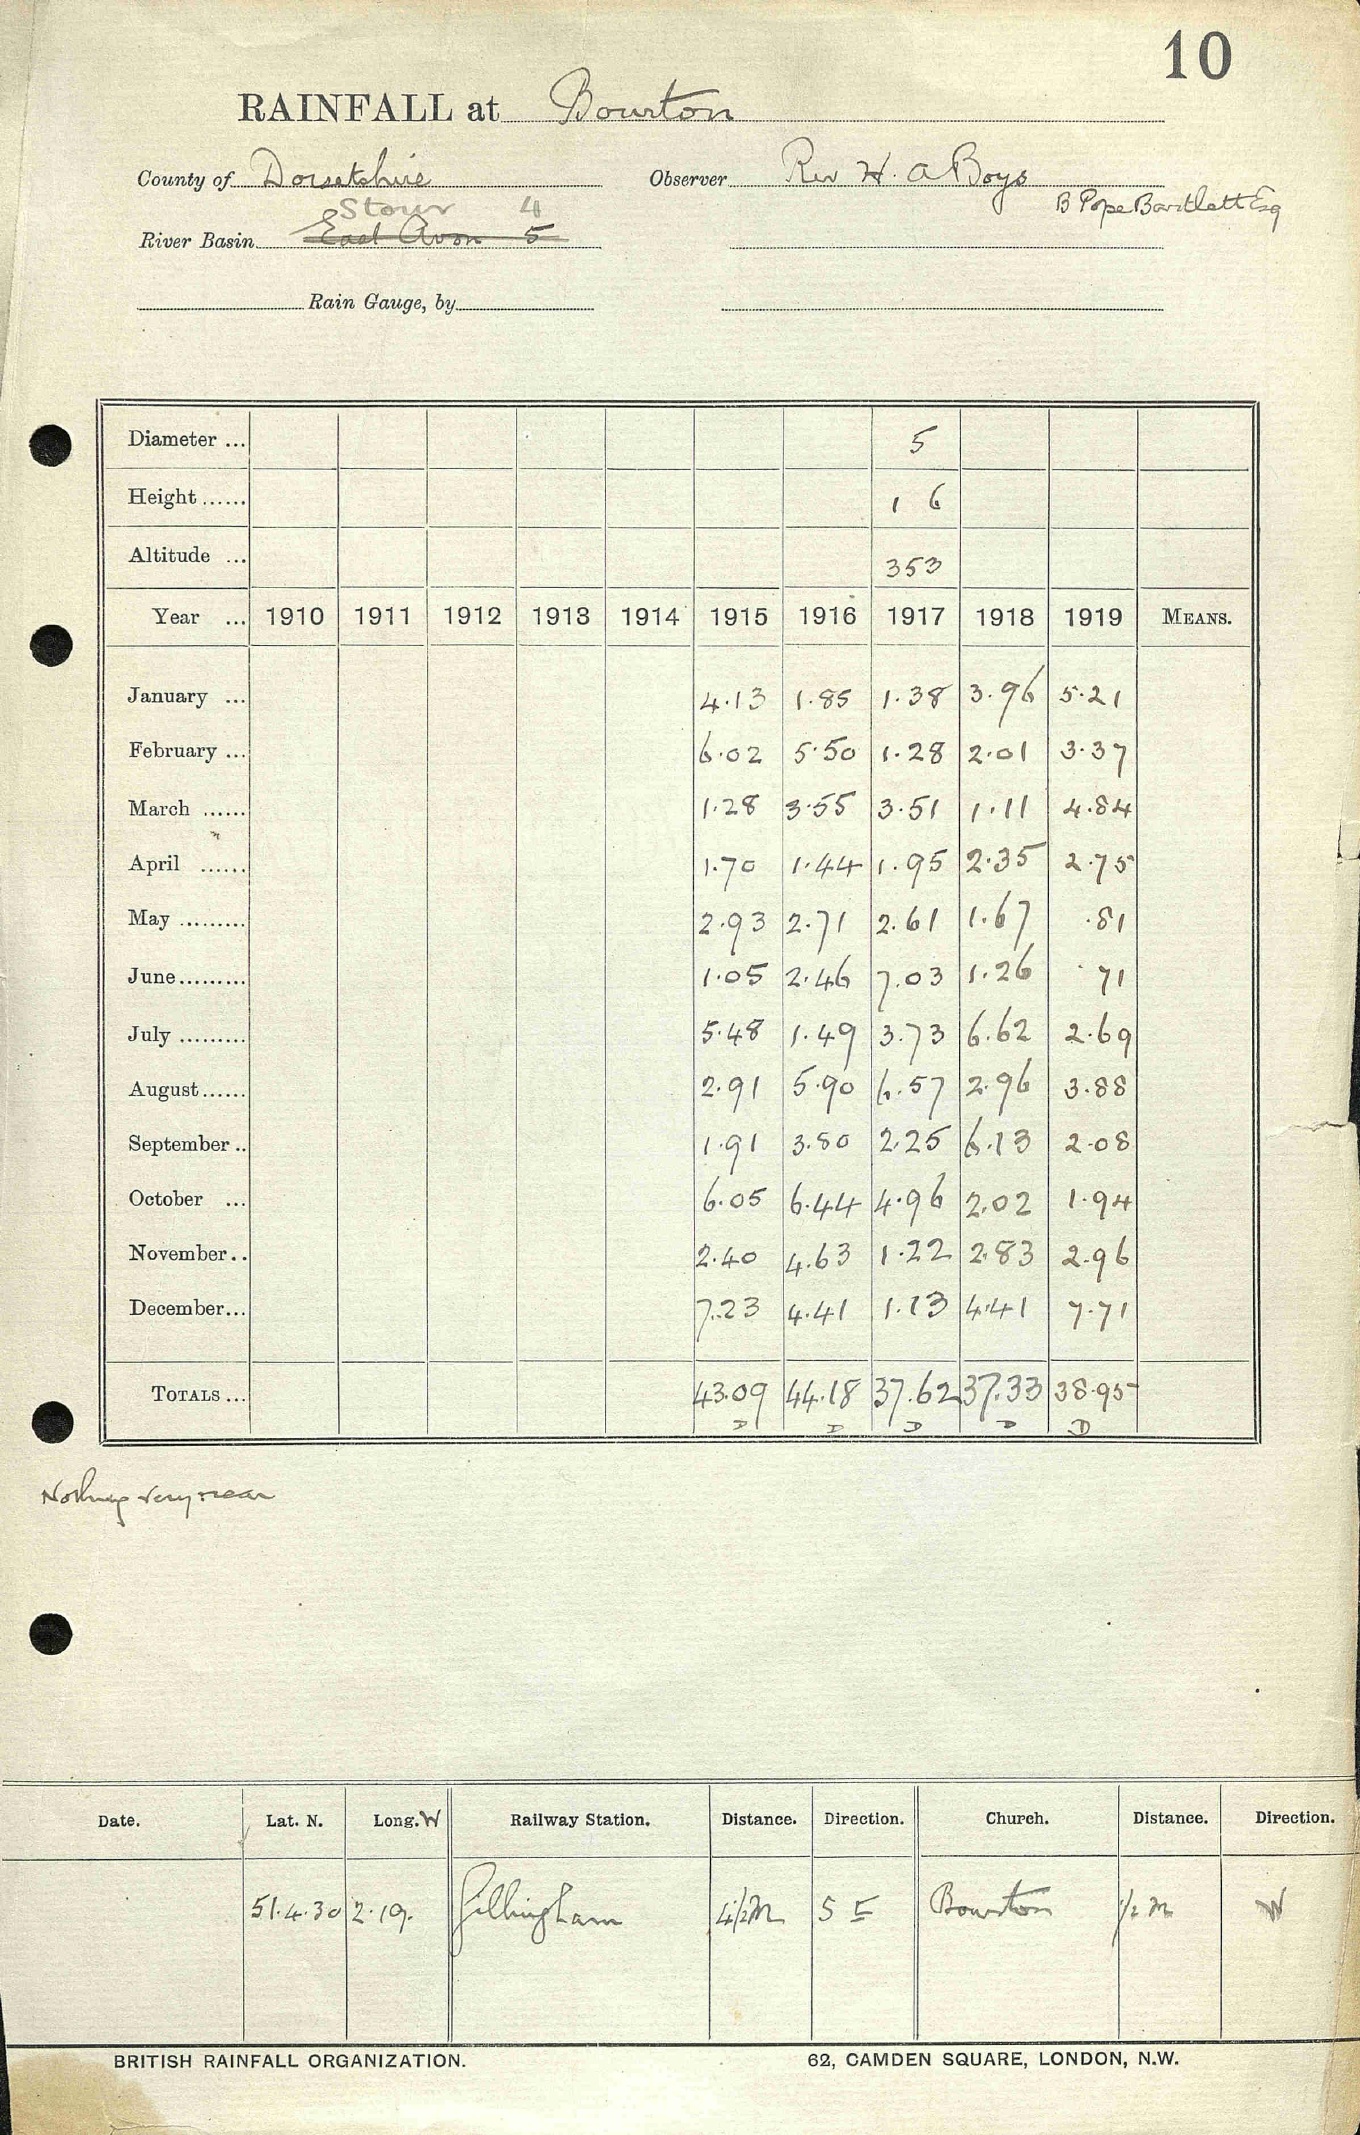 10
RAINFALL at Bourton
County of Dorsetshire Observer Rev H. A Boys
Stour 4 B Pope Bartlett Esq
River Basin East Avon 5
Rain Gauge, by
Diameter ... 5
Height ...... 1 6
Altitude ... 353
Year ... 1910 1911 1912 1913 1914 1915 1916 1917 1918 1919 MEANS.
January ... 4.13 1.85 1.38 3.96 5.21
February ... 6.02 5.50 1.28 2.01 3.37
March ...... 1.28 3.55 3.51 1.11 4.84
April ...... 1.70 1.44 1.95 2.35 2.75
May ......... 2.93 2.71 2.61 1.67 .81
June......... 1.05 2.46 7.03 1.26 .71
July ......... 5.48 1.49 3.73 6.62 2.69
August...... 2.91 5.90 6.57 2.96 3.88
September .. 1.91 3.80 2.25 6.13 2.08
October ... 6.05 6.44 4.96 2.02 1.94
November.. 2.40 4.63 1.22 2.83 2.96
December... 7.23 4.41 1.13 4.41 7.71
TOTALS ... 43.09 44.18 37.62 37.33 38.95
D D D D D
Nothing very near
Date. Lat. N. Long. W Railway Station. Distance. Direction. Church. Distance. Direction.
51.4.30 2.19. Gillingham 4½M S E Bourton ½ M W
BRITISH RAINFALL ORGANIZATION. 62, CAMDEN SQUARE, LONDON, N.W.